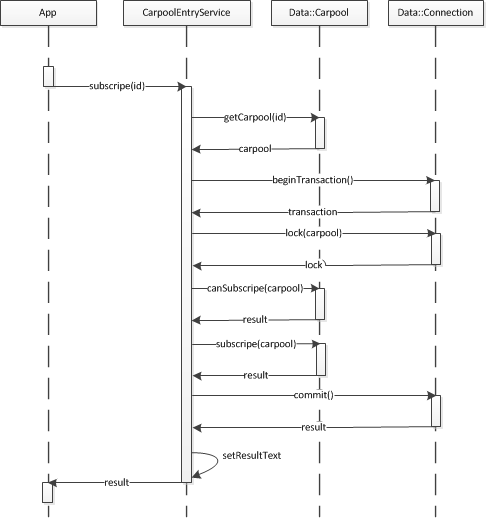 App
CarpoolEntryService
Data::Carpool
Data::Connection
subscripe(id)
getCarpool(id)
carpool
beginTransaction()
transaction
lock(carpool)
lock
canSubscripe(carpool)
result
subscripe(carpool)
result
commit()
result
setResultText
result